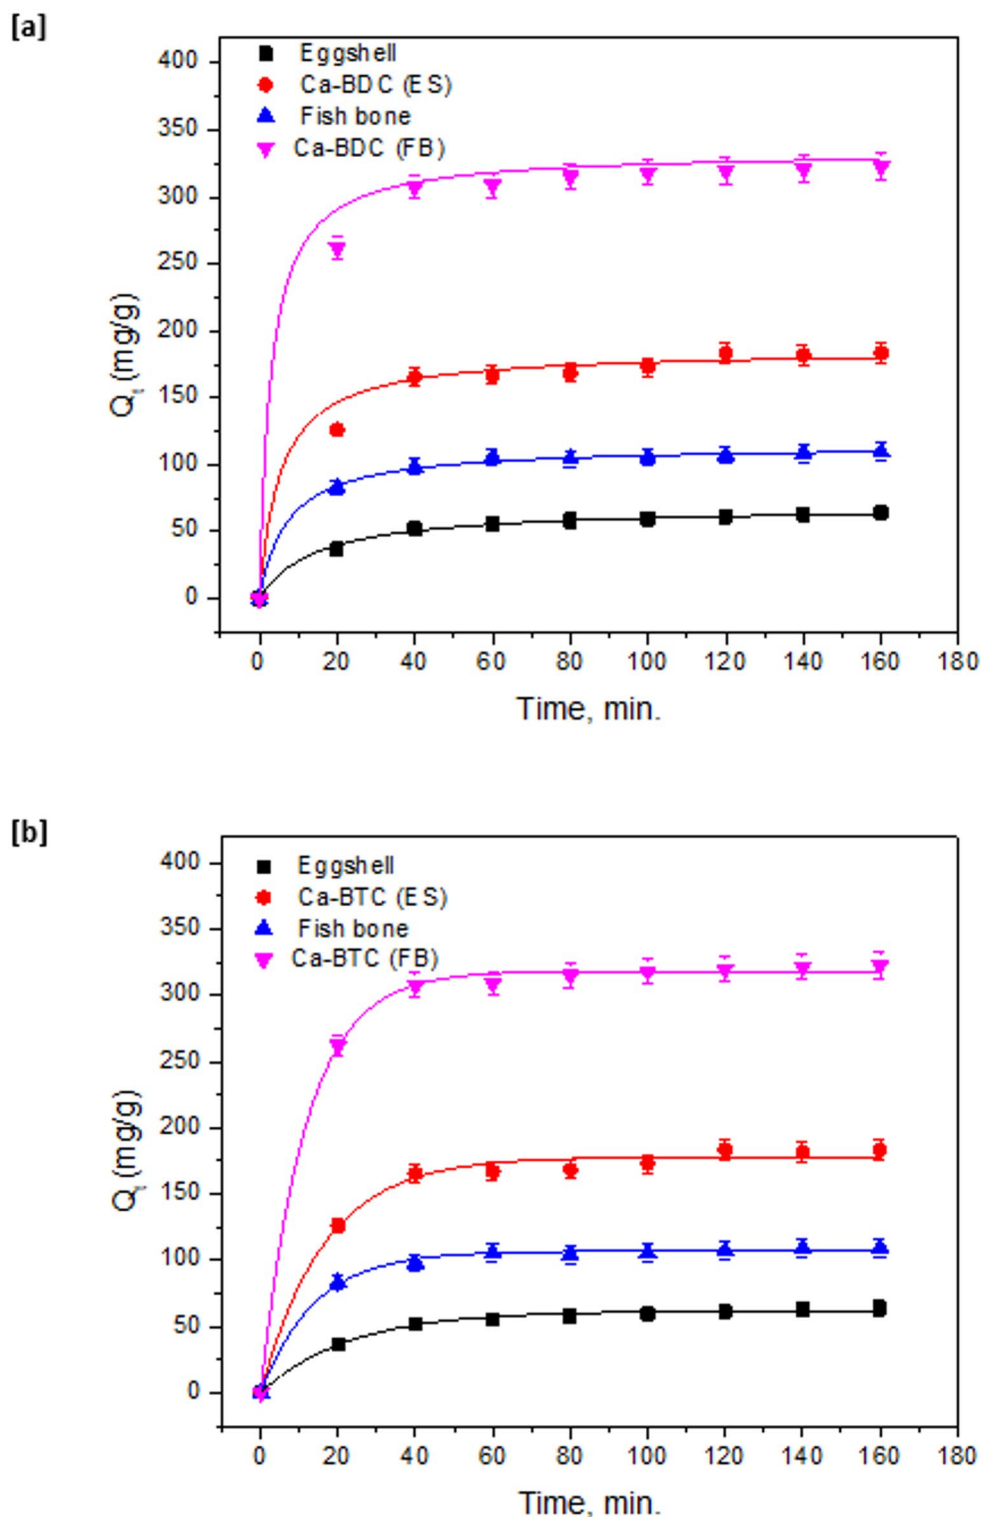 [a]
Eggshell
Ca-BDC (ES)
Fish bone
Ca-BDC (FB)
400
350
300
250
200
150
100
50
0
Qt (mg/g)
0 20 40 60 80 100 120 140 160 180
Time, min.
[b]
Eggshell
Ca-BTC (ES)
Fish bone
Ca-BTC (FB)
400
350
300
250
200
150
100
50
0
Qt (mg/g)
0 20 40 60 80 100 120 140 160 180
Time, min.